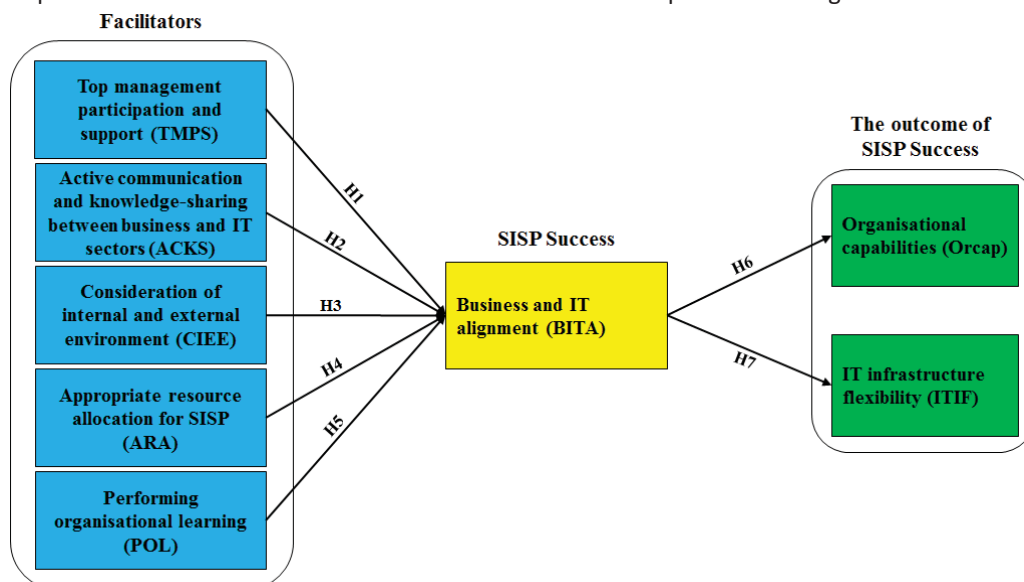 Facilitators
Top management
participation and
support (TMPS)
Active communication
and knowledge-sharing
between business and IT
sectors (ACKS)
Consideration of
internal and external
environment (CIEE)
Appropriate resource
allocation for SISP
(ARA)
Performing
organisational learning
(POL)
H1
H2
H3
H4
H5
SISP Success
Business and IT
alignment (BITA)
H6
H7
The outcome of
SISP Success
Organisational
capabilities (Orcap)
IT infrastructure
flexibility (ITIF)